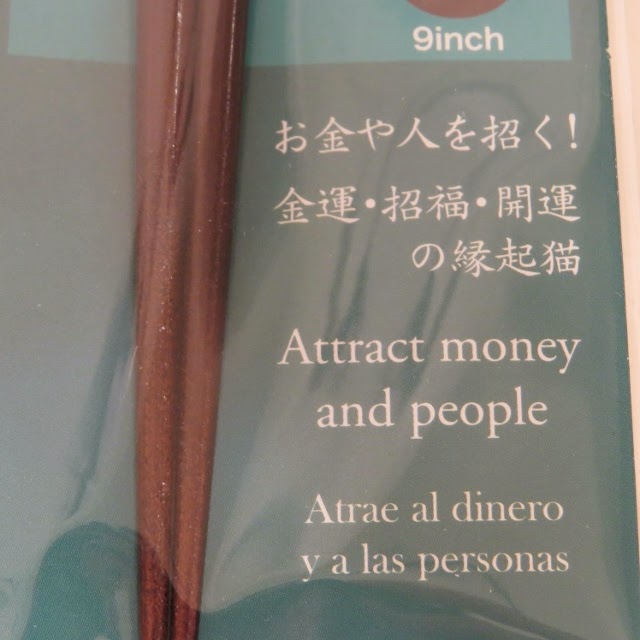 9inch
お金や人を招く!
金運・招福・開運
の縁起猫
Attract money
and people
Atrae al dinero
y a las personas